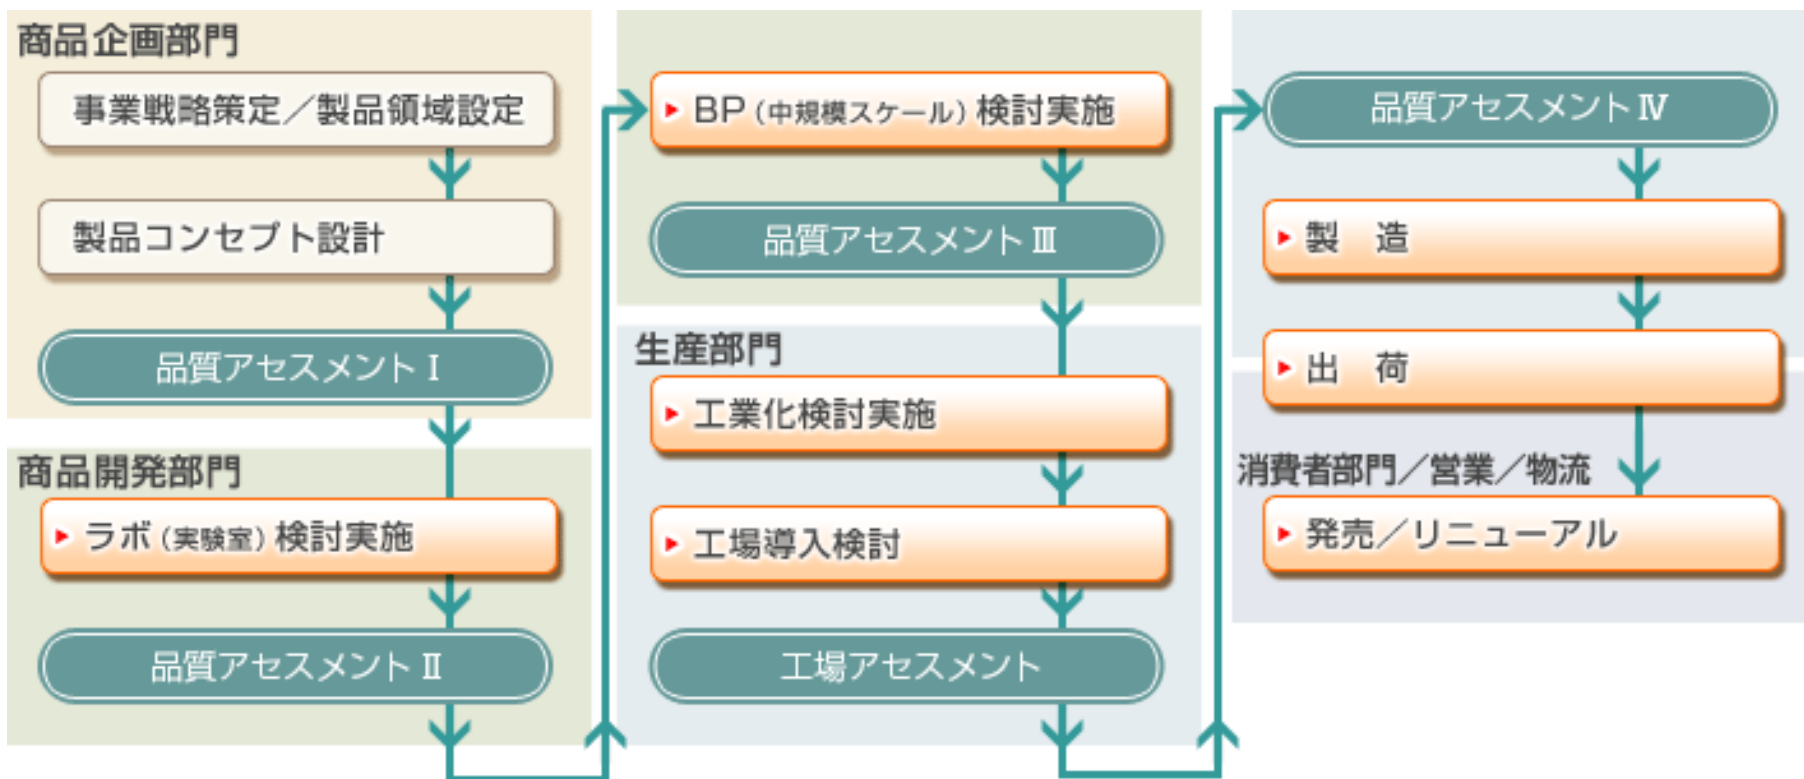 商品企画部門
事業戦略策定／製品領域設定
製品コンセプト設計
品質アセスメントⅠ
商品開発部門
ラボ（実験室）検討実施
品質アセスメントⅡ
BP（中規模スケール）検討実施
品質アセスメントⅢ
生産部門
工業化検討実施
工場導入検討
工場アセスメント
品質アセスメントⅣ
製　造
出　荷
消費者部門／営業／物流
発売／リニューアル